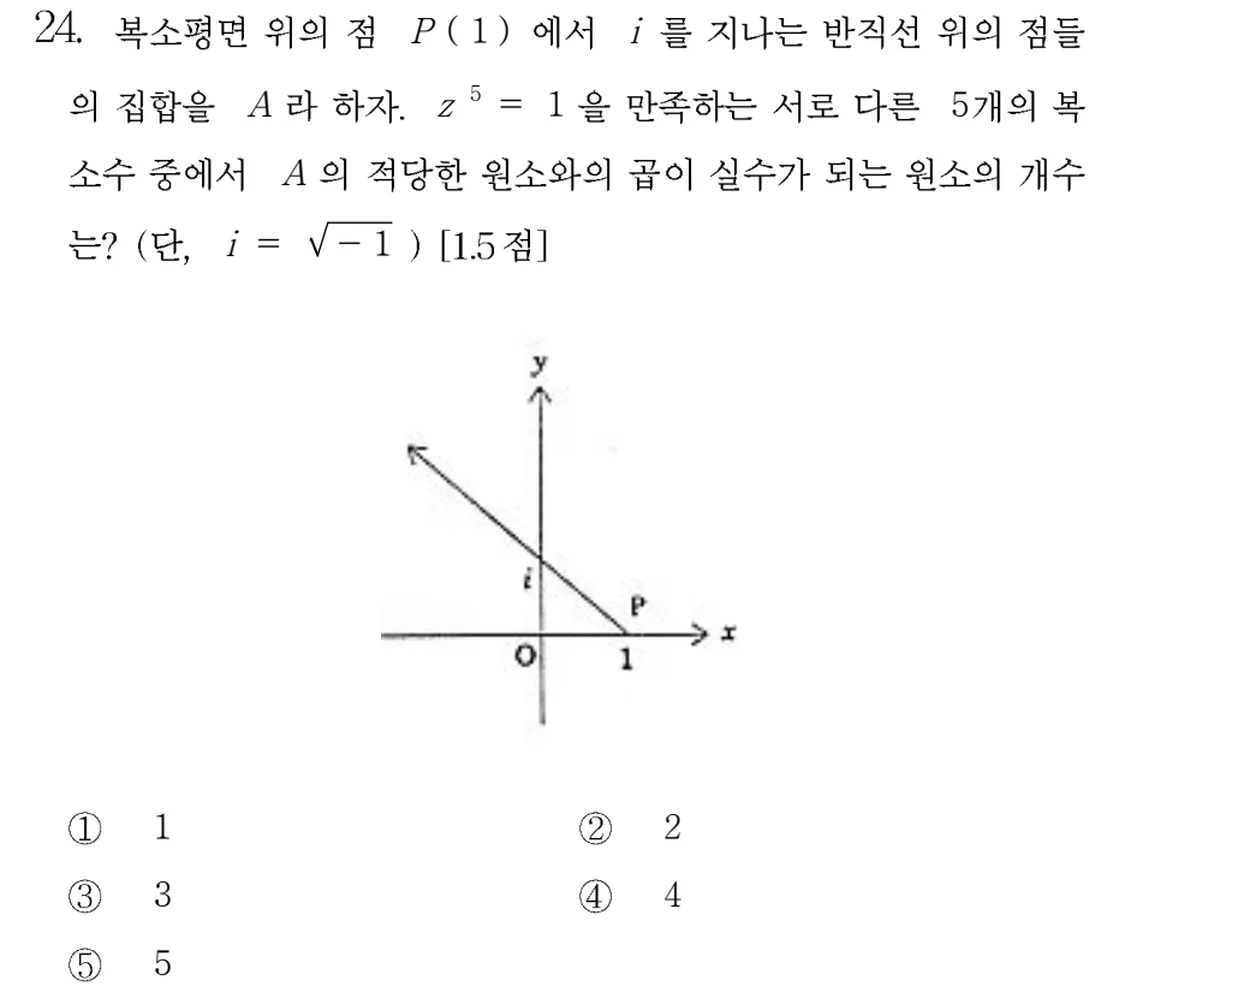 24. 복소평면 위의 점 P(1)에서 i를 지나는 반직선 위의 점들
의 집합을 A라 하자. z⁵ = 1을 만족하는 서로 다른 5개의 복
소수 중에서 A의 적당한 원소와의 곱이 실수가 되는 원소의 개수
는? (단, i = √-1) [1.5점]
y
i
P
x
O
1
① 1
② 2
③ 3
④ 4
⑤ 5